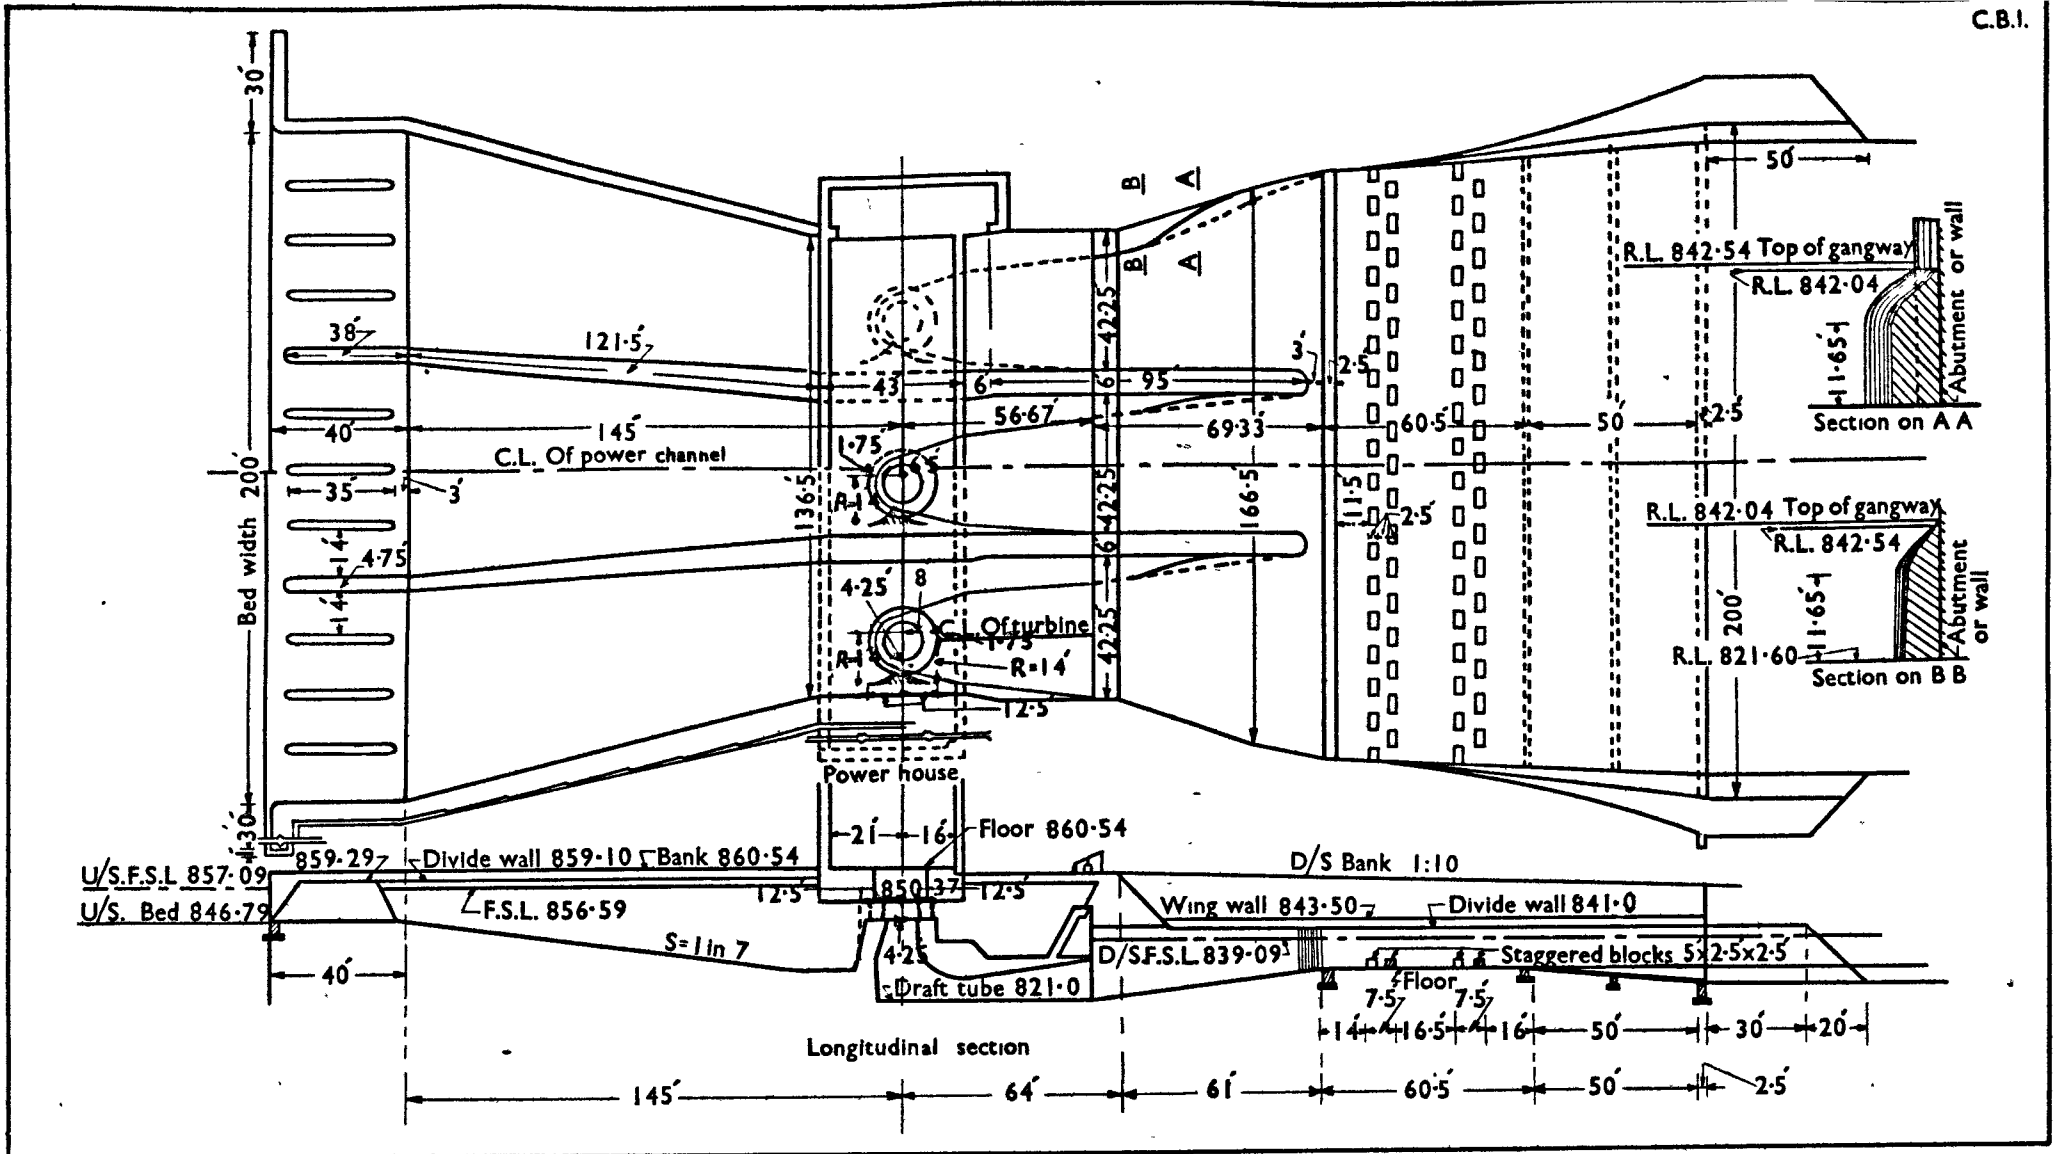 C.B.I.
30′
Bed width 200′
30′
38′
121.5′
40′
145′
C.L. Of power channel
35′
3′
14′
4.75′
14′
136.5′
43′
6′
95′
3′
2.5′
56.67′
69.33′
60.5′
50′
2.5′
1.75′
6.5′
42.25′
6′
42.25′
6′
42.25′
166.5′
11.5′
2.5′
200′
50′
4.25′
8′
C.L. Of turbine
1.75′
R=14′
12.5′
B
A
B
A
R.L. 842.54 Top of gangway
R.L. 842.04
11.65′
Abutment or wall
Section on A A
R.L. 842.04 Top of gangway
R.L. 842.54
11.65′
Abutment
or wall
R.L. 821.60
Section on B B
Power house
21′
16′
Floor 860.54
859.29
Divide wall 859.10
Bank 860.54
D/S Bank 1:10
U/S.F.S.L 857.09
U/S. Bed 846.79
F.S.L. 856.59
12.5′
850.37
12.5′
Wing wall 843.50
Divide wall 841.0
S=1 in 7
4.25
D/S.F.S.L. 839.09
Staggered blocks 5′x2.5′x2.5′
40′
Draft tube 821.0
Floor
7.5′
7.5′
14′
16.5′
16′
50′
30′
20′
Longitudinal section
145′
64′
61′
60.5′
50′
2.5′